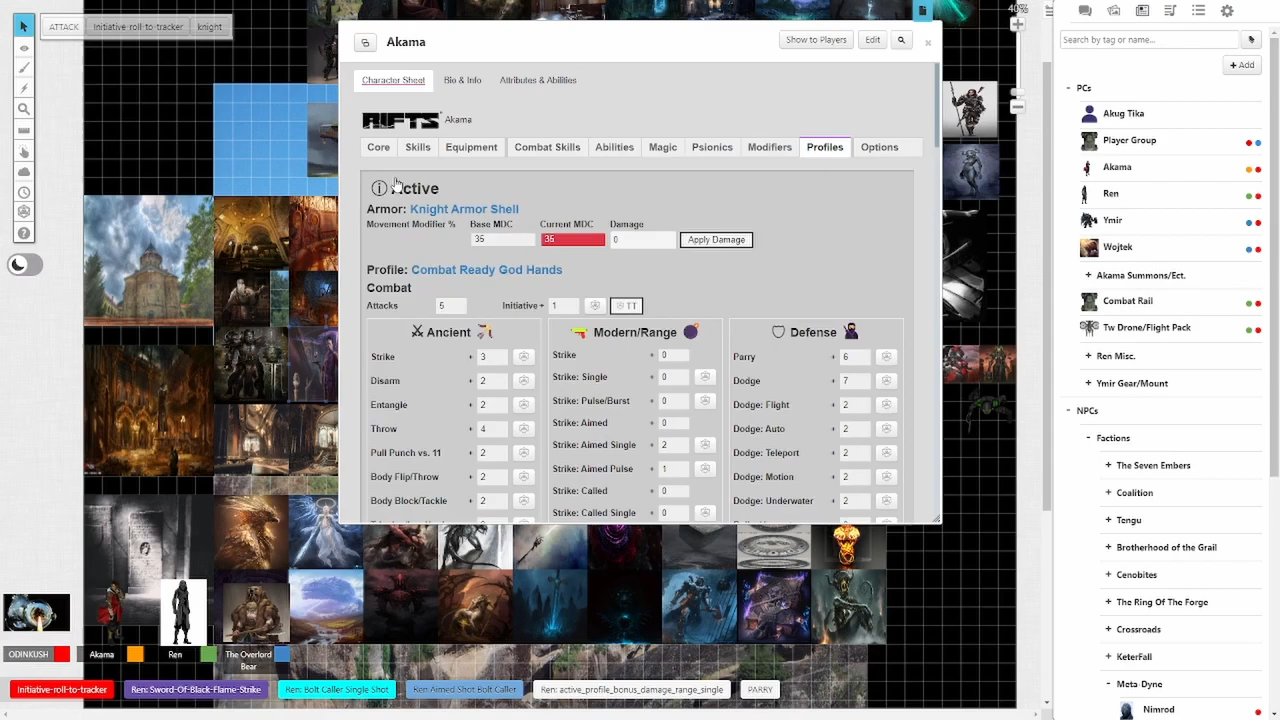 ATTACK Initiative-roll-to-tracker knight
40%
Akama
Show to Players Edit
Character Sheet Bio & Info Attributes & Abilities
RIFTS Akama
Core Skills Equipment Combat Skills Abilities Magic Psionics Modifiers Profiles Options
Active
Armor: Knight Armor Shell
Movement Modifier % Base MDC Current MDC Damage
35 35 0 Apply Damage
Profile: Combat Ready God Hands
Combat
Attacks 5 Initiative + 1 TT
Ancient
Strike + 3
Disarm + 2
Entangle + 2
Throw + 4
Pull Punch vs. 11 2
Body Flip/Throw + 2
Body Block/Tackle + 2
Modern/Range
Strike + 0
Strike: Single + 0
Strike: Pulse/Burst + 0
Strike: Aimed + 0
Strike: Aimed Single + 2
Strike: Aimed Pulse + 1
Strike: Called + 0
Strike: Called Single + 0
Defense
Parry + 6
Dodge + 7
Dodge: Flight + 2
Dodge: Auto + 2
Dodge: Teleport + 2
Dodge: Motion + 2
Dodge: Underwater + 2
Search by tag or name...
+ Add
PCs
Akug Tika
Player Group
Akama
Ren
Ymir
Wojtek
+ Akama Summons/Ect.
Combat Rail
+ Ren Misc.
+ Ymir Gear/Mount
- NPCs
- Factions
+ The Seven Embers
+ Coalition
+ Tengu
+ Brotherhood of the Grail
+ Cenobites
+ The Ring Of The Forge
+ Crossroads
+ KeterFall
- Meta-Dyne
Nimrod
ODINKUSH Akama Ren The Overlord
Bear
Initiative-roll-to-tracker Ren: Sword-Of-Black-Flame-Strike Ren: Bolt Caller Single Shot Ren Aimed Shot Bolt Caller Ren: active_profile_bonus_damage_range_single PARRY